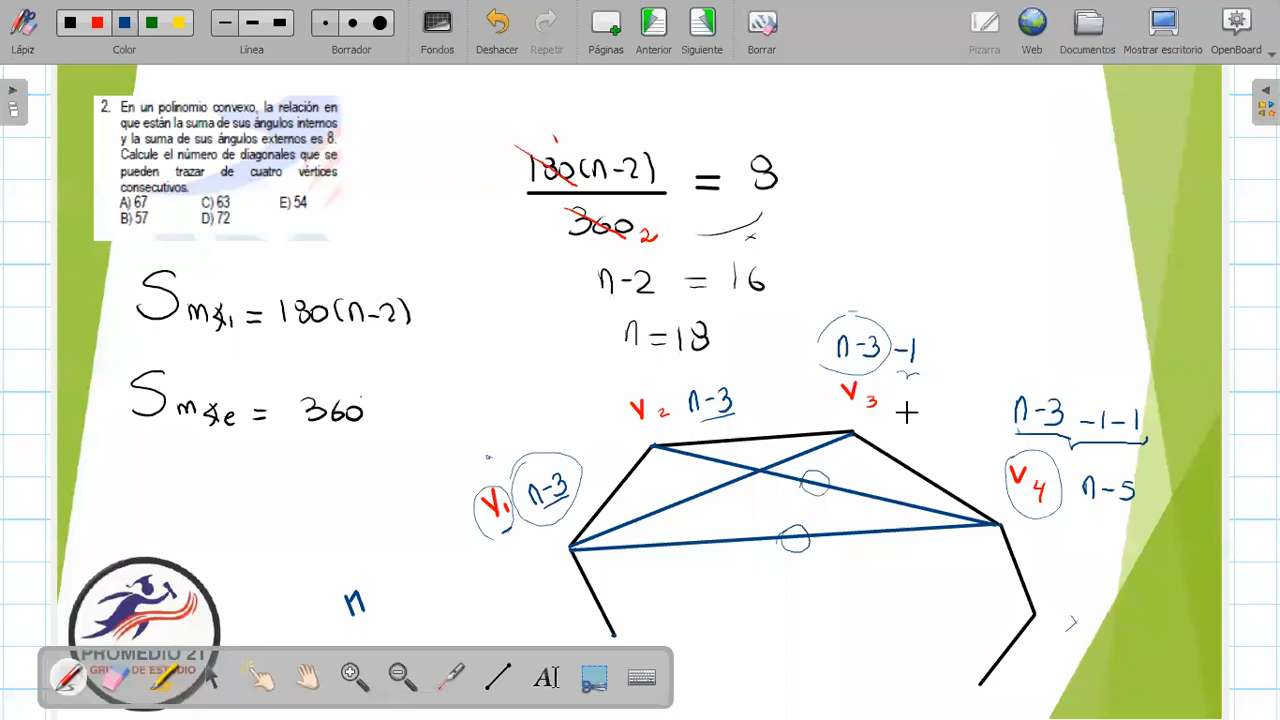 Lápiz
Color
Línea
Borrador
Fondos
Deshacer
Repetir
Páginas
Anterior
Siguiente
Borrar
Pizarra
Web
Documentos
Mostrar escritorio
OpenBoard
2. En un polinomio convexo, la relación en
que están la suma de sus ángulos internos
y la suma de sus ángulos externos es 8.
Calcule el número de diagonales que se
pueden trazar de cuatro vértices
consecutivos.
A) 67 C) 63 E) 54
B) 57 D) 72
1
180(n-2)
360 2
= 8
x
n-2 = 16
n = 18
S m∡i = 180(n-2)
S m∡e = 360
n-3 -1
V3
V2 n-3
n-3 -1-1
V4 n-5
V1 n-3
n
PROMEDIO 21